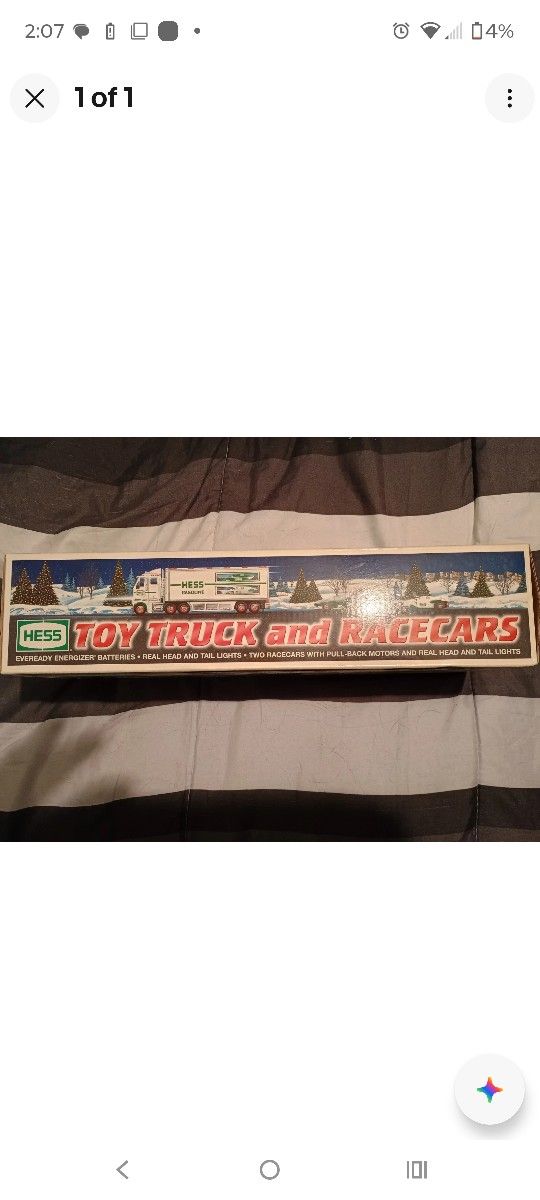 2:07
4%
1 of 1
HESS
GASOLINE
HESS TOY TRUCK and RACECARS
EVEREADY ENERGIZER® BATTERIES • REAL HEAD AND TAIL LIGHTS • TWO RACECARS WITH PULL-BACK MOTORS AND REAL HEAD AND TAIL LIGHTS